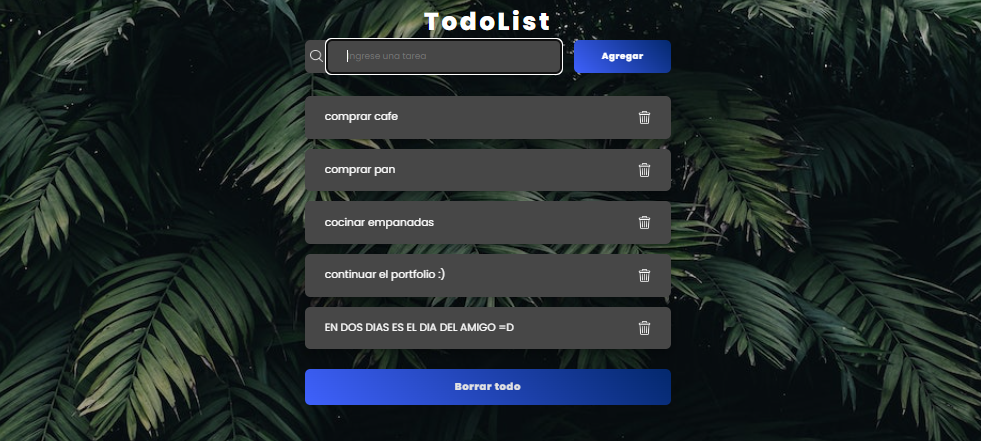 TodoList
Ingrese una tarea
Agregar
comprar cafe
comprar pan
cocinar empanadas
continuar el portfolio :)
EN DOS DIAS ES EL DIA DEL AMIGO =D
Borrar todo